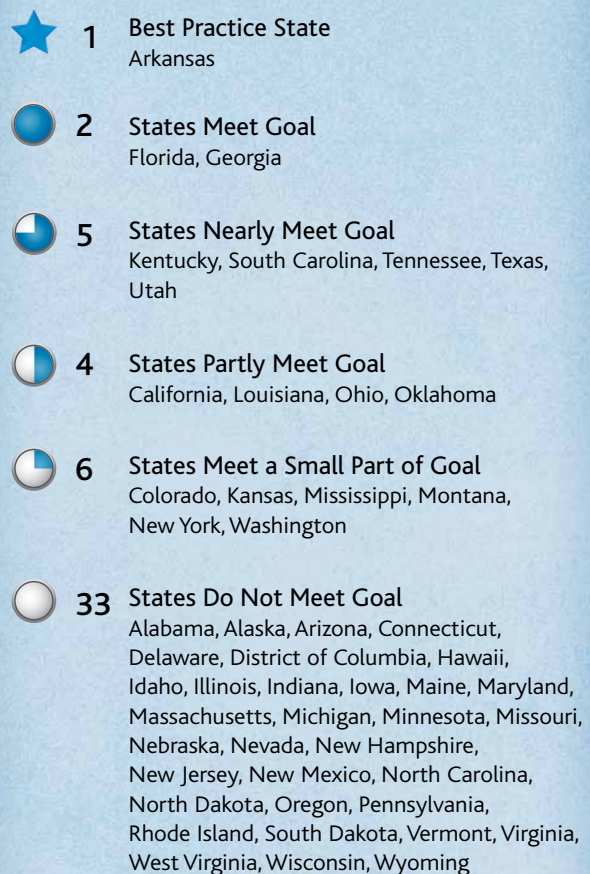 1 Best Practice State
Arkansas
2 States Meet Goal
Florida, Georgia
5 States Nearly Meet Goal
Kentucky, South Carolina, Tennessee, Texas,
Utah
4 States Partly Meet Goal
California, Louisiana, Ohio, Oklahoma
6 States Meet a Small Part of Goal
Colorado, Kansas, Mississippi, Montana,
New York, Washington
33 States Do Not Meet Goal
Alabama, Alaska, Arizona, Connecticut,
Delaware, District of Columbia, Hawaii,
Idaho, Illinois, Indiana, Iowa, Maine, Maryland,
Massachusetts, Michigan, Minnesota, Missouri,
Nebraska, Nevada, New Hampshire,
New Jersey, New Mexico, North Carolina,
North Dakota, Oregon, Pennsylvania,
Rhode Island, South Dakota, Vermont, Virginia,
West Virginia, Wisconsin, Wyoming